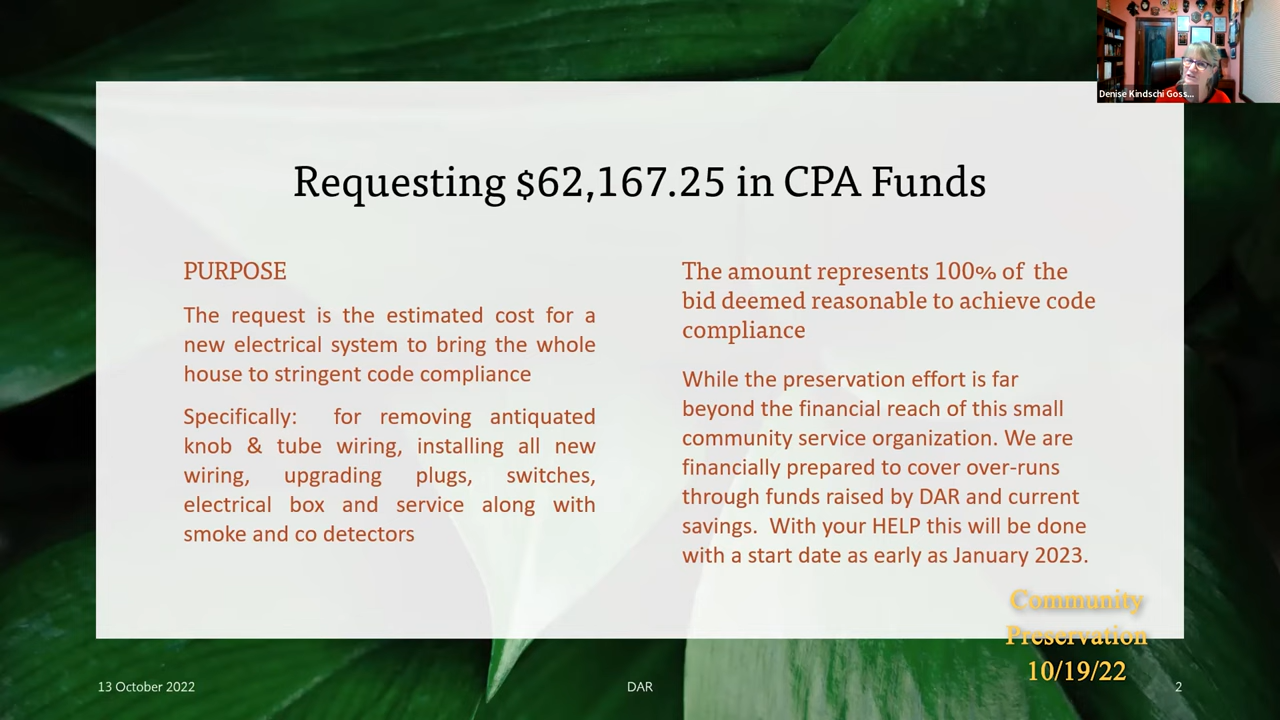 Denise Kindschi Goss...
Requesting $62,167.25 in CPA Funds
PURPOSE
The request is the estimated cost for a
new electrical system to bring the whole
house to stringent code compliance
Specifically: for removing antiquated
knob & tube wiring, installing all new
wiring, upgrading plugs, switches,
electrical box and service along with
smoke and co detectors
The amount represents 100% of the
bid deemed reasonable to achieve code
compliance
While the preservation effort is far
beyond the financial reach of this small
community service organization. We are
financially prepared to cover over-runs
through funds raised by DAR and current
savings. With your HELP this will be done
with a start date as early as January 2023.
Community
Preservation
10/19/22
13 October 2022
DAR
2